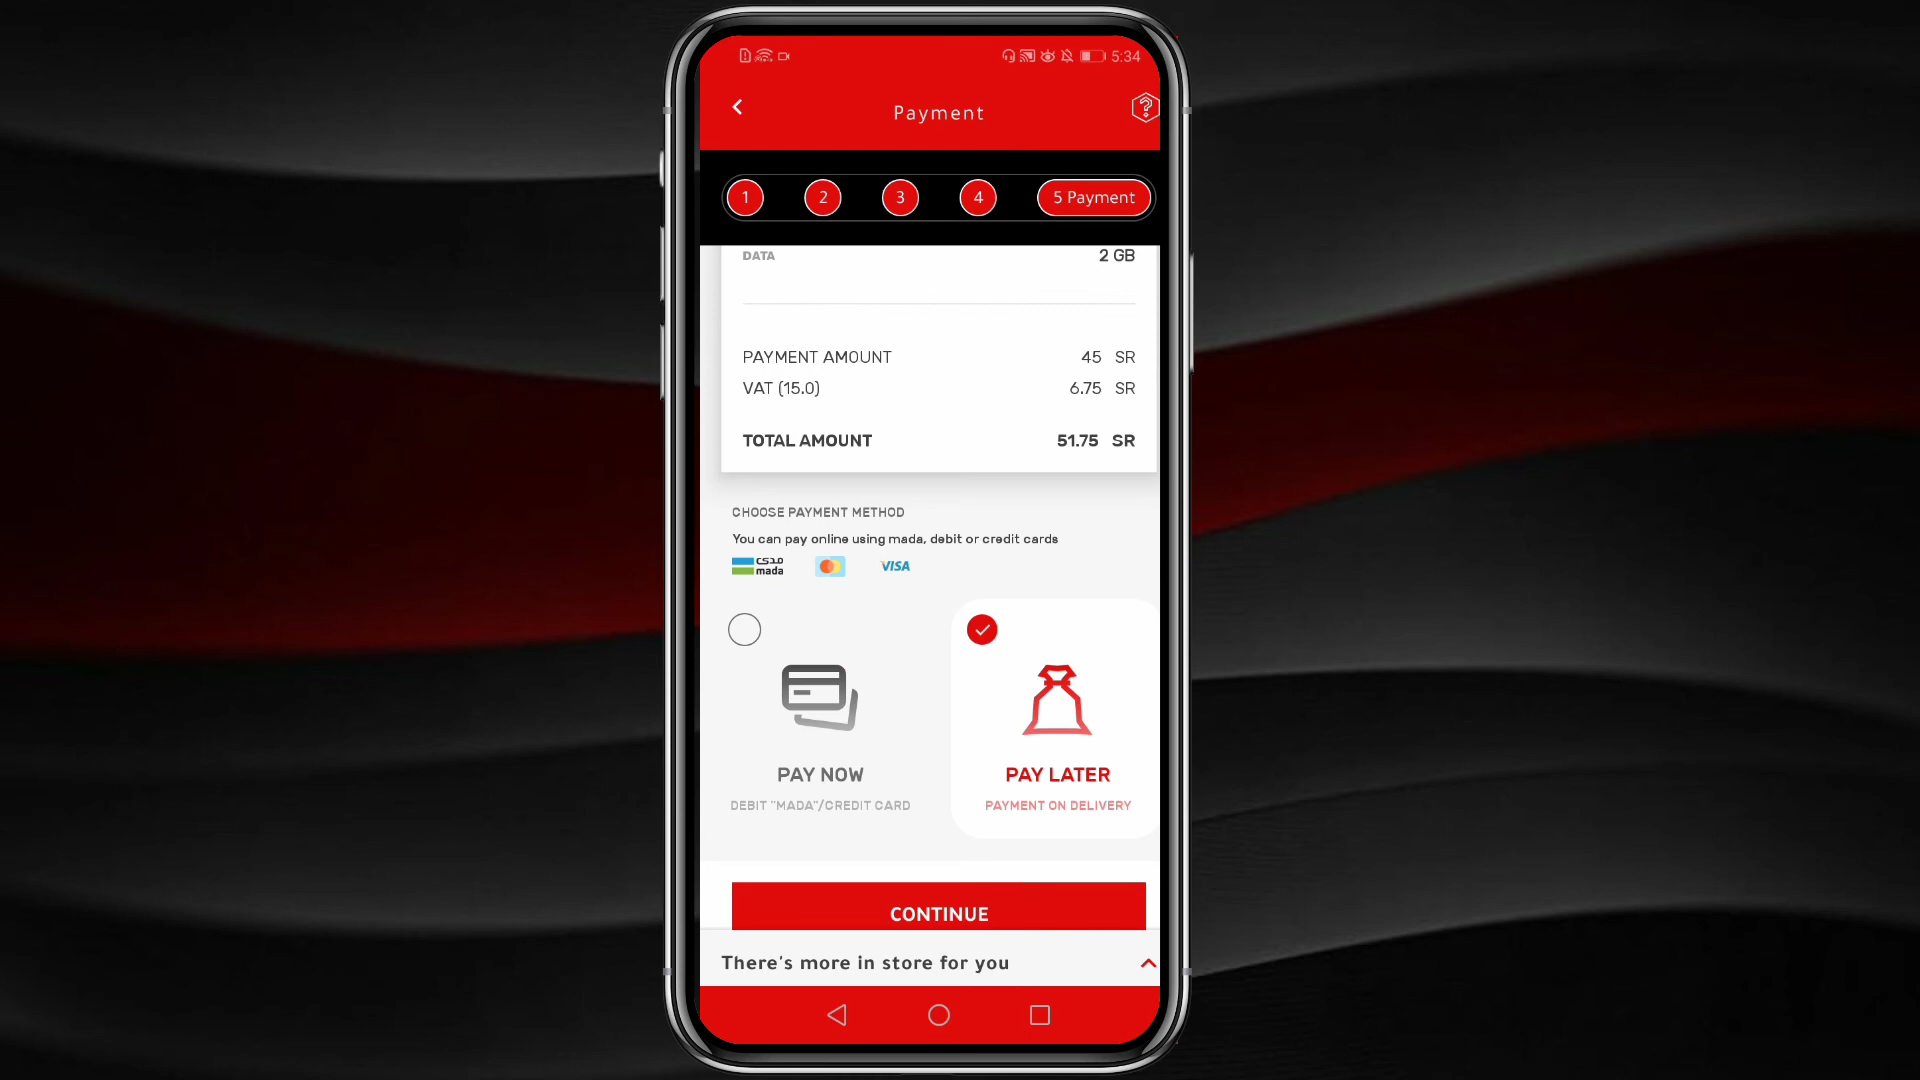 5:34
Payment
1 2 3 4 5 Payment
DATA 2 GB
PAYMENT AMOUNT 45 SR
VAT (15.0) 6.75 SR
TOTAL AMOUNT 51.75 SR
CHOOSE PAYMENT METHOD
You can pay online using mada, debit or credit cards
مدى
mada VISA
PAY NOW PAY LATER
DEBIT "MADA"/CREDIT CARD PAYMENT ON DELIVERY
CONTINUE
There's more in store for you